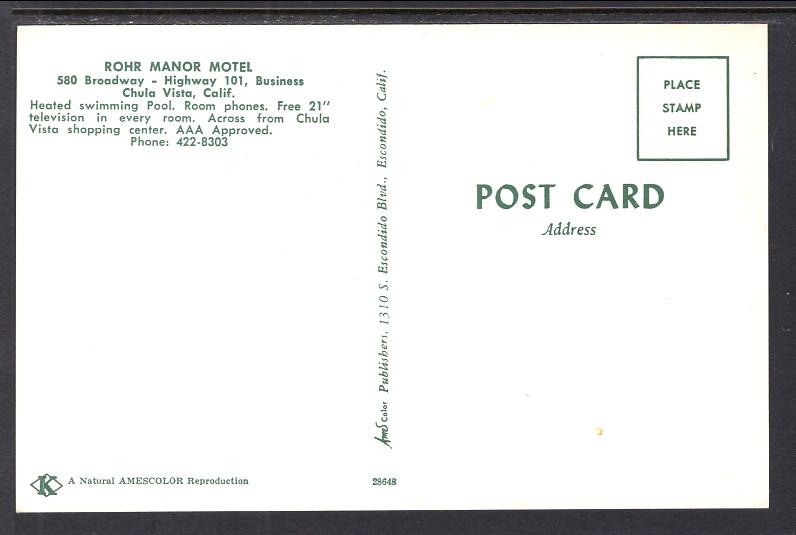 ROHR MANOR MOTEL
580 Broadway - Highway 101, Business
Chula Vista, Calif.
Heated swimming Pool. Room phones. Free 21"
television in every room. Across from Chula
Vista shopping center. AAA Approved.
Phone: 422-8303
K A Natural AMESCOLOR Reproduction
AmesColor Publishers, 1310 S. Escondido Blvd., Escondido, Calif.
28648
PLACE
STAMP
HERE
POST CARD
Address